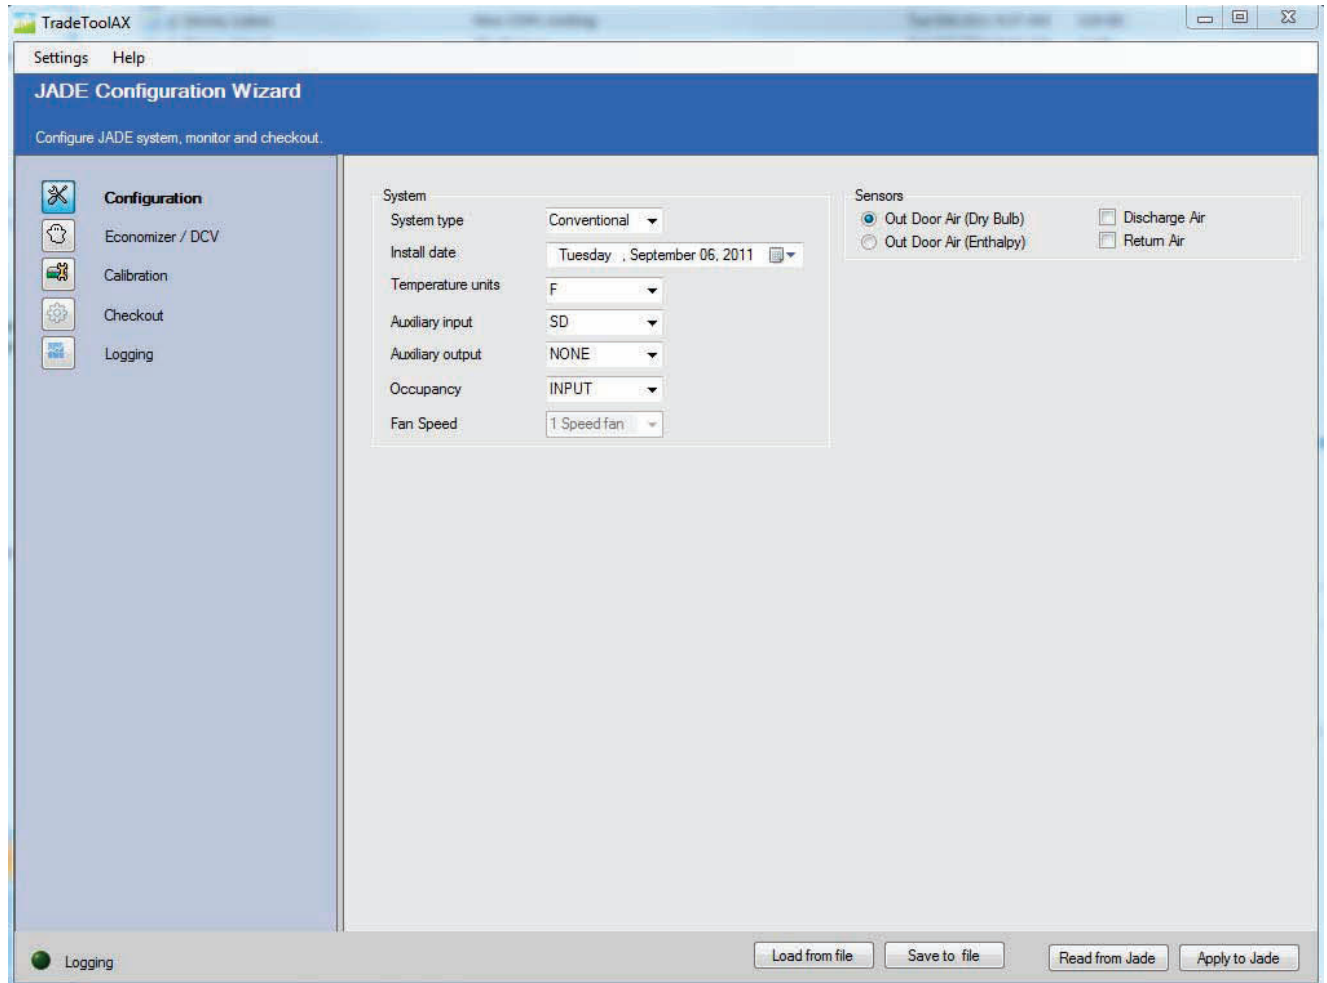 TradeToolAX
Settings Help
JADE Configuration Wizard
Configure JADE system, monitor and checkout.
Configuration
Economizer / DCV
Calibration
Checkout
Logging
System
System type Conventional
Install date Tuesday , September 06, 2011
Temperature units F
Auxiliary input SD
Auxiliary output NONE
Occupancy INPUT
Fan Speed 1 Speed fan
Sensors
Out Door Air (Dry Bulb) Discharge Air
Out Door Air (Enthalpy) Return Air
Logging
Load from file Save to file Read from Jade Apply to Jade